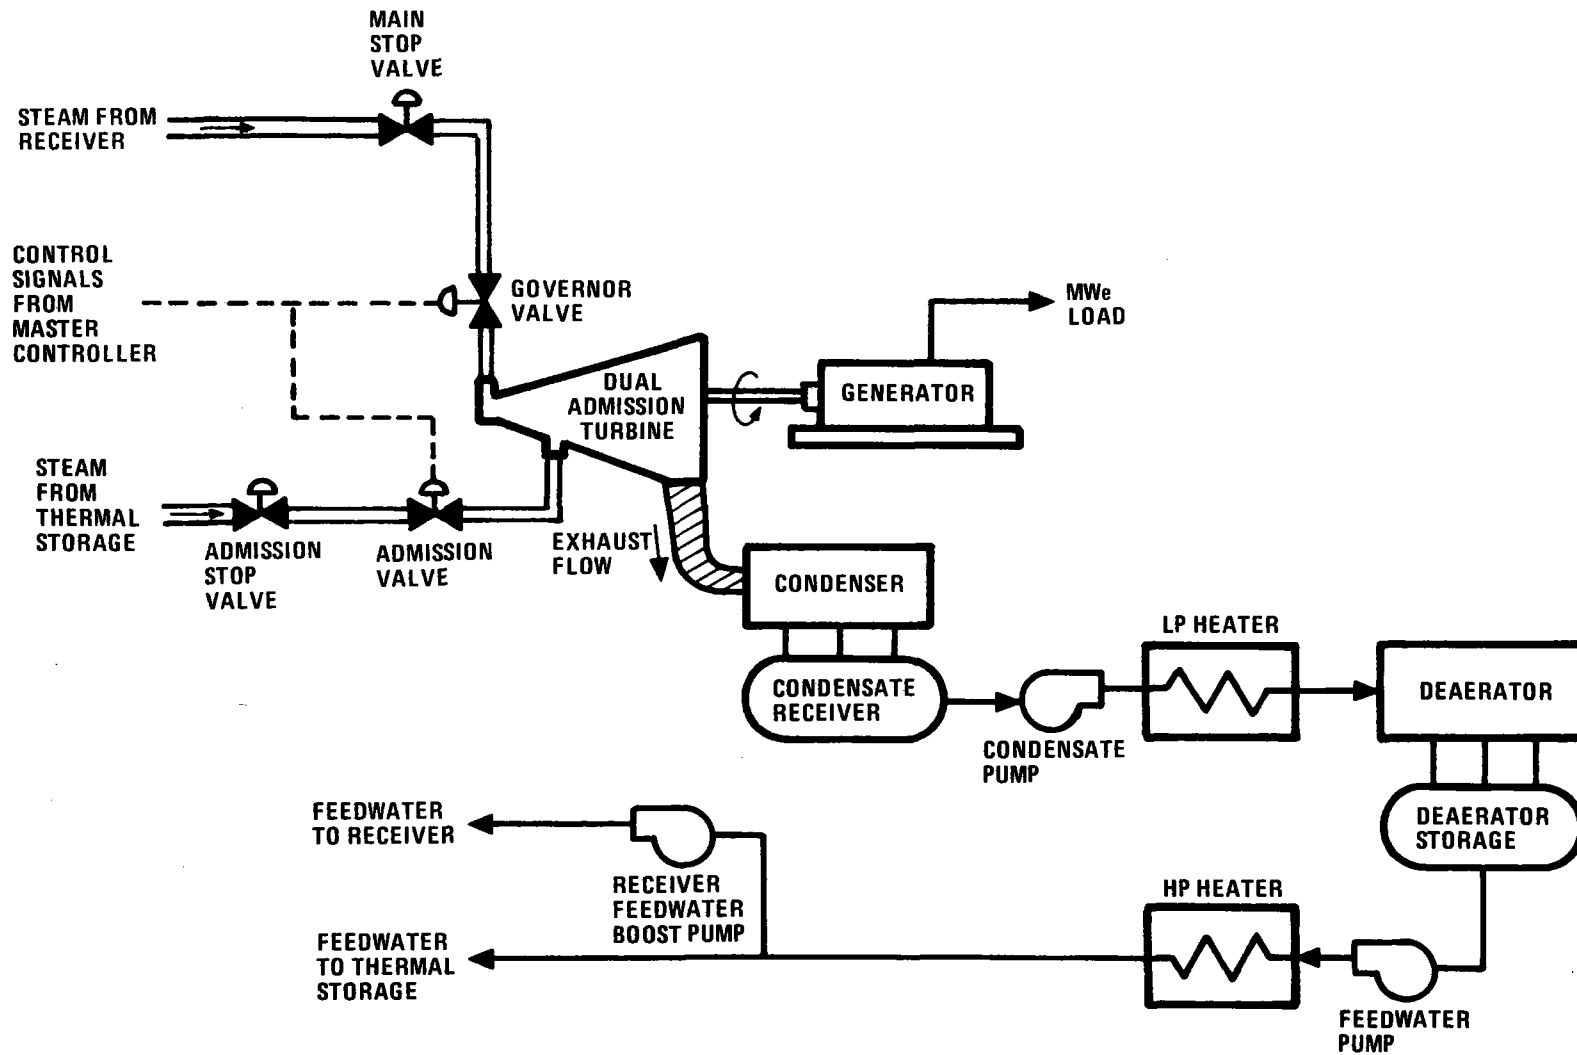 MAIN
STOP
VALVE
STEAM FROM
RECEIVER
CONTROL
SIGNALS
FROM
MASTER
CONTROLLER
GOVERNOR
VALVE
MWe
LOAD
DUAL
ADMISSION
TURBINE
GENERATOR
STEAM
FROM
THERMAL
STORAGE
ADMISSION
STOP
VALVE
ADMISSION
VALVE
EXHAUST
FLOW
CONDENSER
CONDENSATE
RECEIVER
CONDENSATE
PUMP
LP HEATER
DEAERATOR
DEAERATOR
STORAGE
FEEDWATER
TO RECEIVER
RECEIVER
FEEDWATER
BOOST PUMP
HP HEATER
FEEDWATER
TO THERMAL
STORAGE
FEEDWATER
PUMP